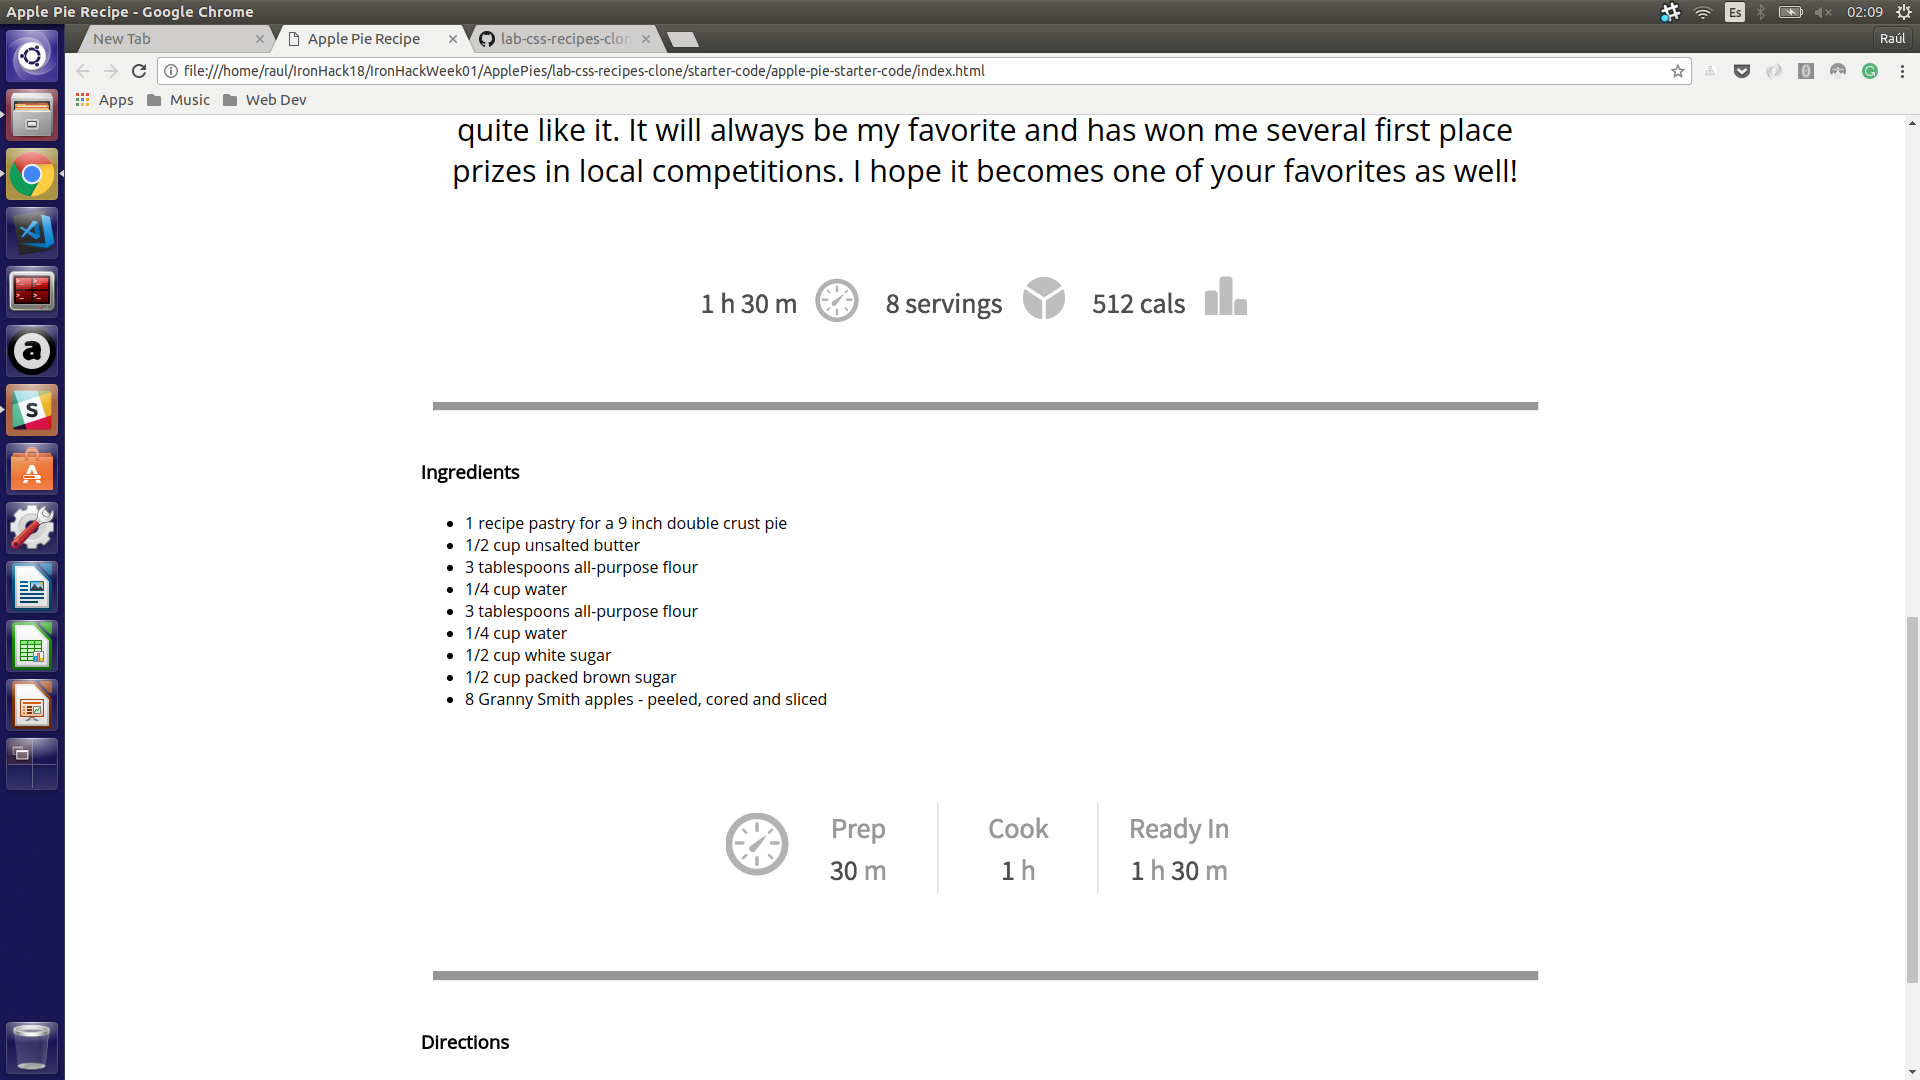 Apple Pie Recipe - Google Chrome
Es
02:09
New Tab
Apple Pie Recipe
lab-css-recipes-clon
Raúl
file:///home/raul/IronHack18/IronHackWeek01/ApplePies/lab-css-recipes-clone/starter-code/apple-pie-starter-code/index.html
Apps
Music
Web Dev
quite like it. It will always be my favorite and has won me several first place
prizes in local competitions. I hope it becomes one of your favorites as well!
1 h 30 m
8 servings
512 cals
Ingredients
1 recipe pastry for a 9 inch double crust pie
1/2 cup unsalted butter
3 tablespoons all-purpose flour
1/4 cup water
3 tablespoons all-purpose flour
1/4 cup water
1/2 cup white sugar
1/2 cup packed brown sugar
8 Granny Smith apples - peeled, cored and sliced
Prep
Cook
Ready In
30 m
1 h
1 h 30 m
Directions